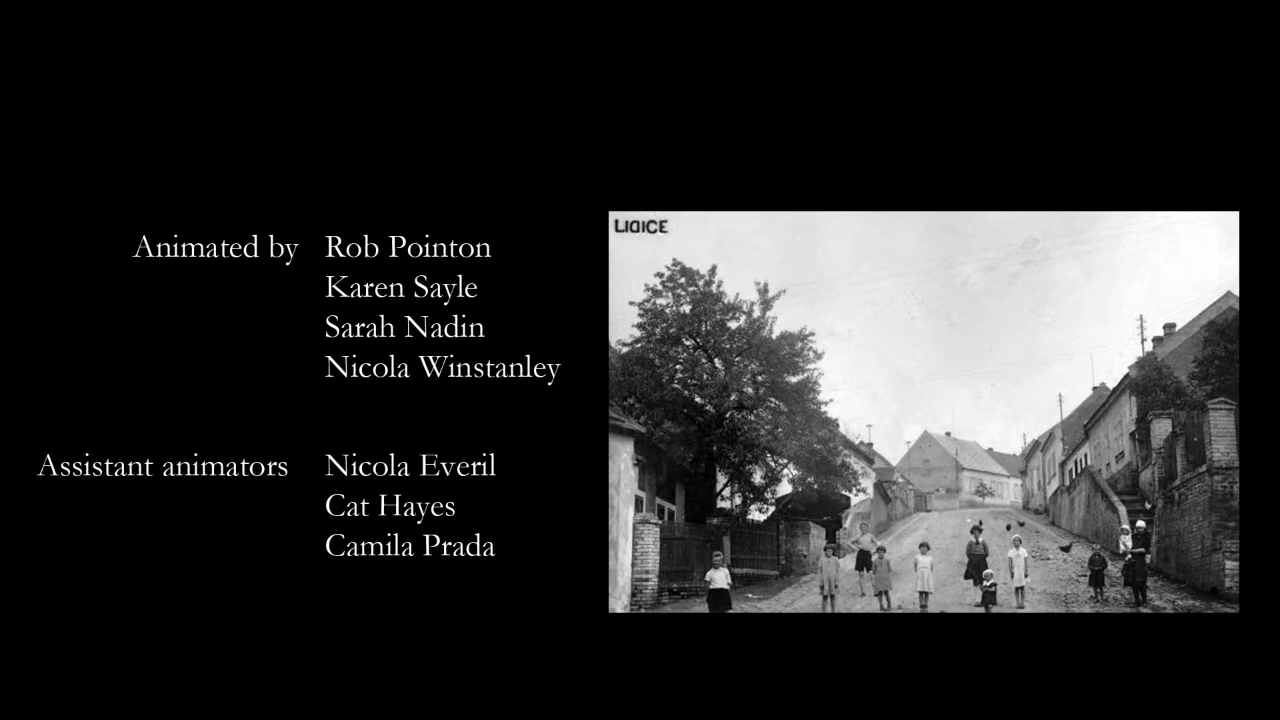 Animated by Rob Pointon
Karen Sayle
Sarah Nadin
Nicola Winstanley
Assistant animators Nicola Everil
Cat Hayes
Camila Prada
LIDICE